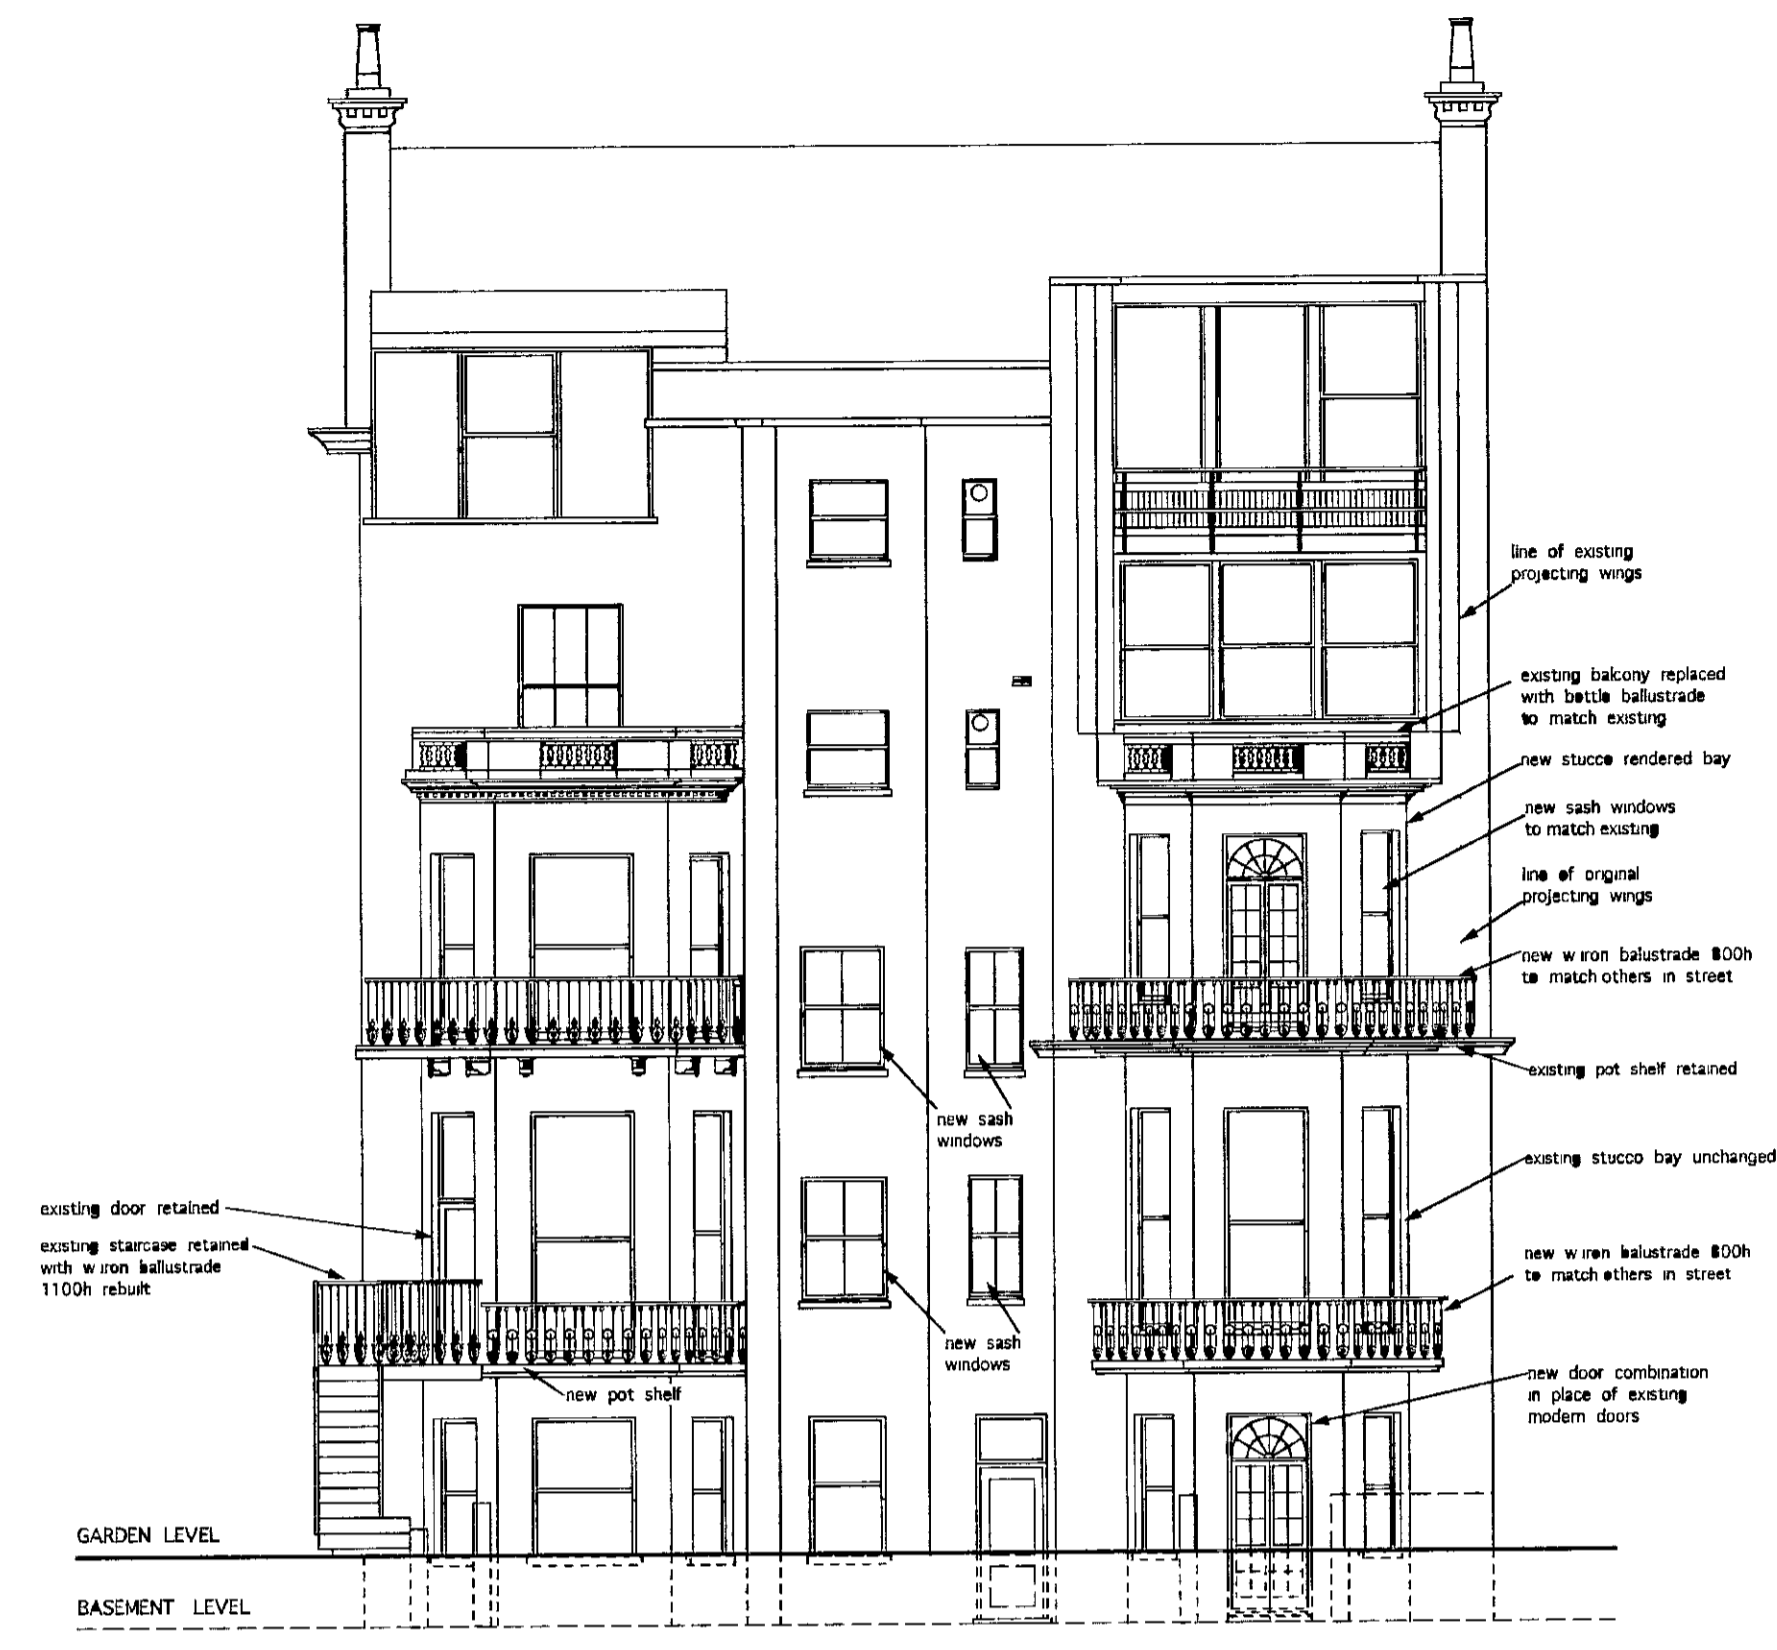 line of existing
projecting wings
existing balcony replaced
with bottle ballustrade
to match existing
new stucco rendered bay
new sash windows
to match existing
line of original
projecting wings
new w iron balustrade 800h
to match others in street
existing pot shelf retained
new sash
windows
existing stucco bay unchanged
existing door retained
existing staircase retained
with w iron ballustrade
1100h rebuilt
new w iron balustrade 800h
to match others in street
new sash
windows
new pot shelf
new door combination
in place of existing
modern doors
GARDEN LEVEL
BASEMENT LEVEL